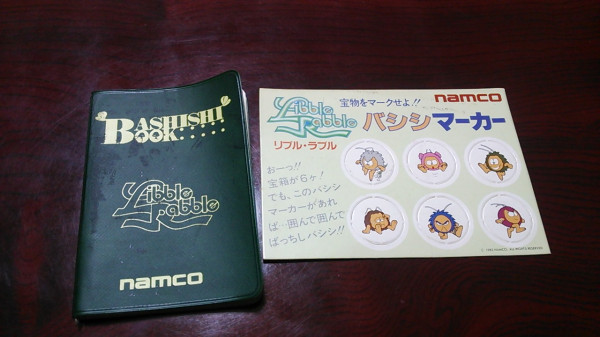 BASHISHI
BOOK.....
Libble
Rabble
namco
宝物をマークせよ!!
namco
Libble
Rabble
バシシマーカー
リブル・ラブル
おーっ!!
宝箱が6ヶ!
でも、このバシシ
マーカーがあれ
ば…囲んで囲んで
ばっちしバシシ!!